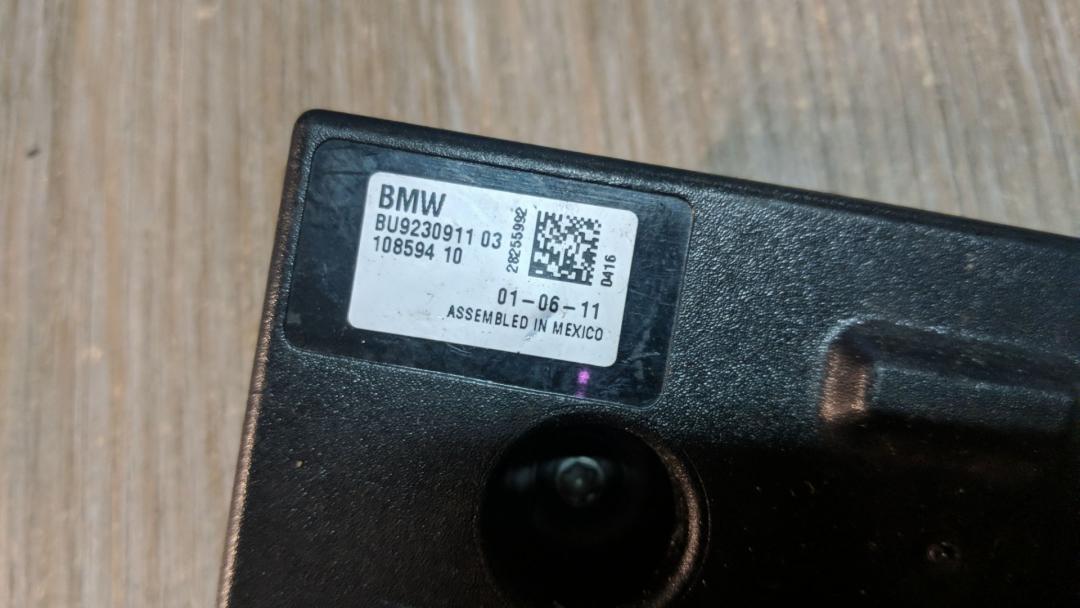 BMW
BU9230911 03
108594 10
28255992
0416
01-06-11
ASSEMBLED IN MEXICO